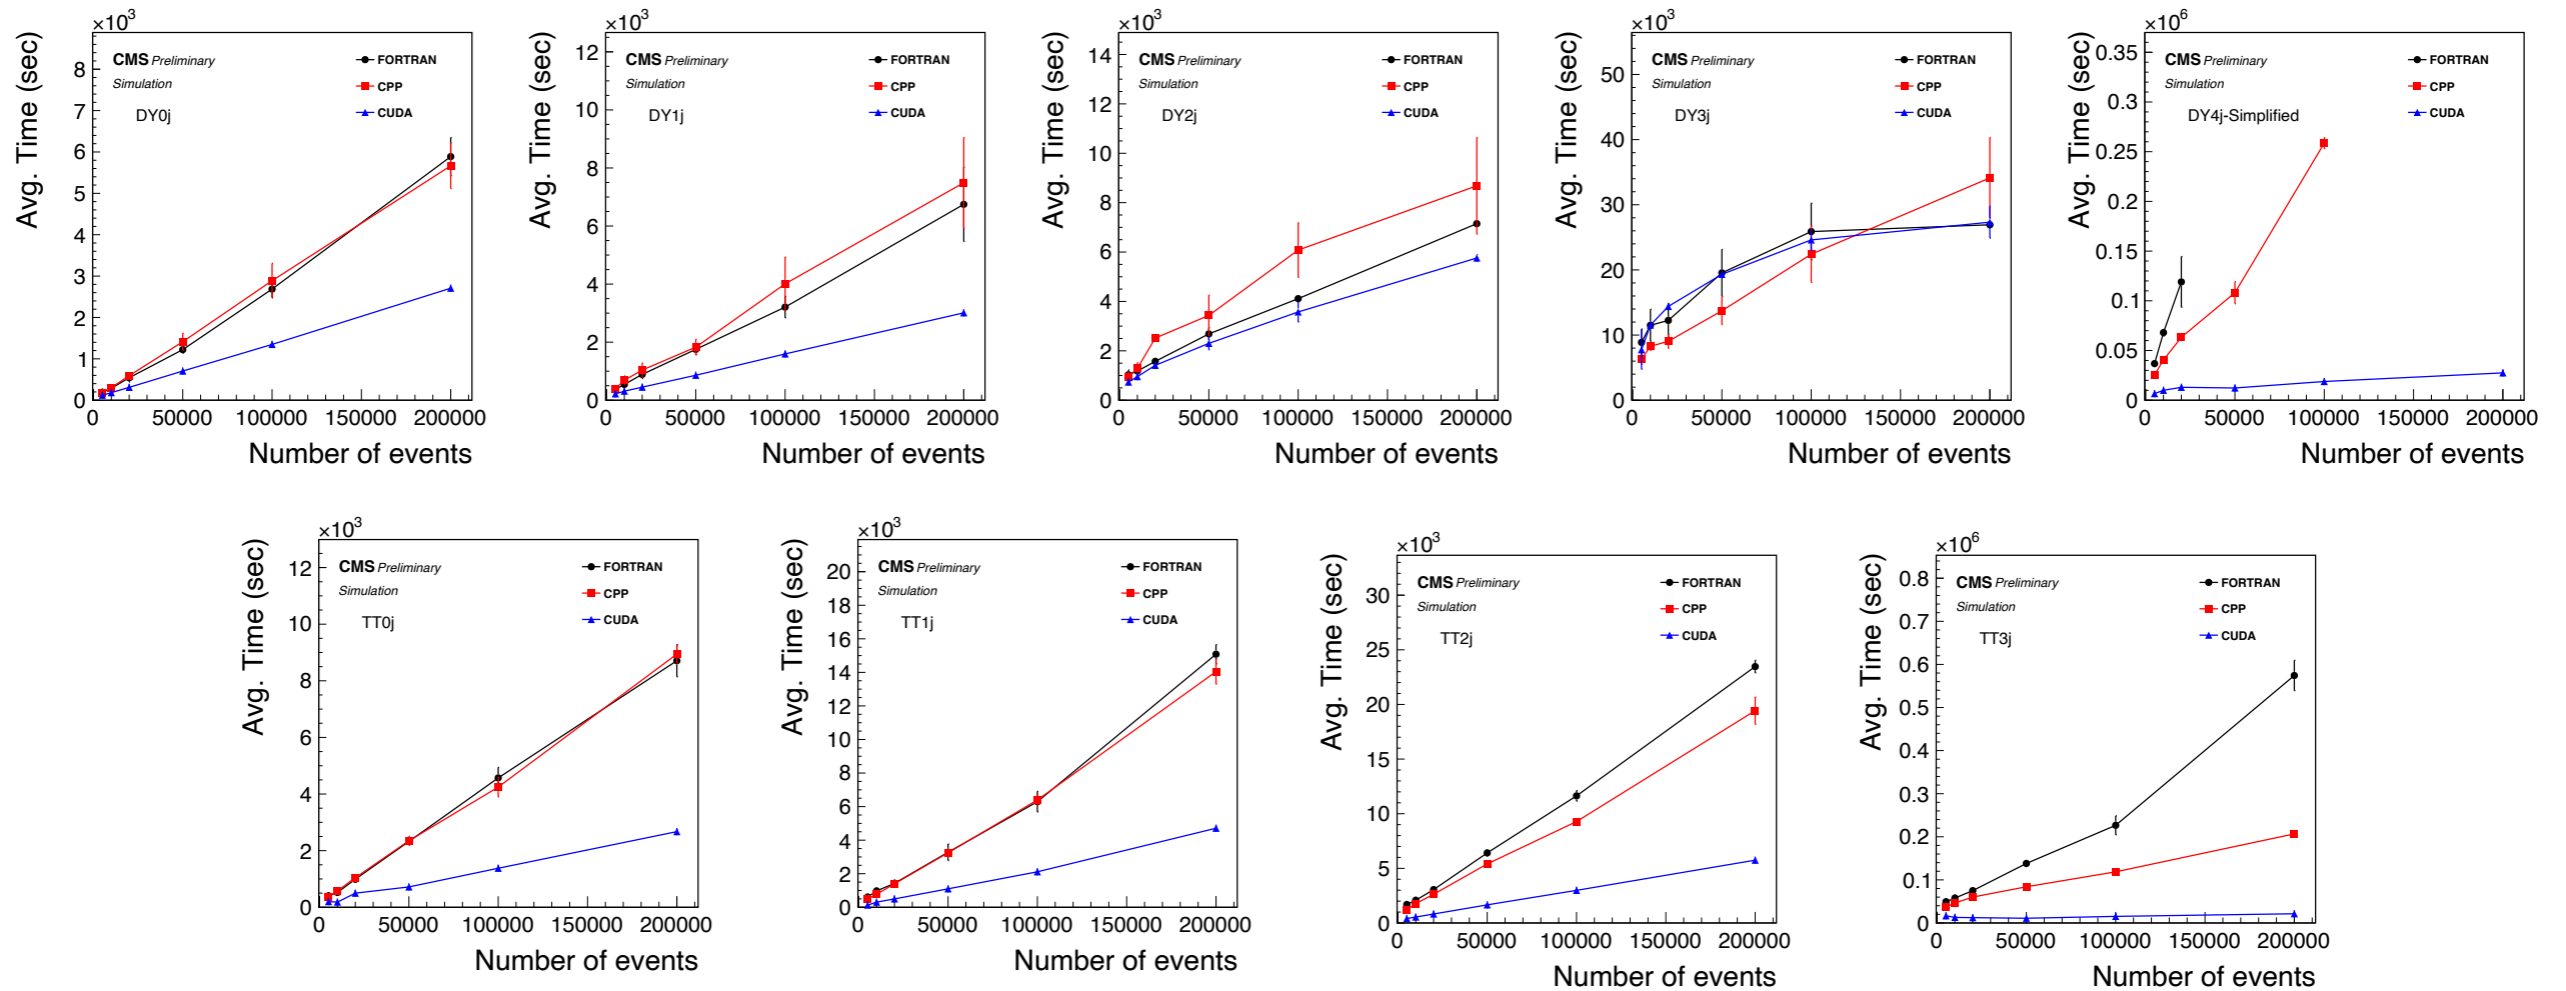 ×10³
Avg. Time (sec)
CMS Preliminary
Simulation
DY0j
FORTRAN
CPP
CUDA
8
7
6
5
4
3
2
1
0
0 50000 100000 150000 200000
Number of events
×10³
Avg. Time (sec)
CMS Preliminary
Simulation
DY1j
FORTRAN
CPP
CUDA
12
10
8
6
4
2
0
0 50000 100000 150000 200000
Number of events
×10³
Avg. Time (sec)
CMS Preliminary
Simulation
DY2j
FORTRAN
CPP
CUDA
14
12
10
8
6
4
2
0
0 50000 100000 150000 200000
Number of events
×10³
Avg. Time (sec)
CMS Preliminary
Simulation
DY3j
FORTRAN
CPP
CUDA
50
40
30
20
10
0
0 50000 100000 150000 200000
Number of events
×10⁶
Avg. Time (sec)
CMS Preliminary
Simulation
DY4j-Simplified
FORTRAN
CPP
CUDA
0.35
0.3
0.25
0.2
0.15
0.1
0.05
0
0 50000 100000 150000 200000
Number of events
×10³
Avg. Time (sec)
CMS Preliminary
Simulation
TT0j
FORTRAN
CPP
CUDA
12
10
8
6
4
2
0
0 50000 100000 150000 200000
Number of events
×10³
Avg. Time (sec)
CMS Preliminary
Simulation
TT1j
FORTRAN
CPP
CUDA
20
18
16
14
12
10
8
6
4
2
0
0 50000 100000 150000 200000
Number of events
×10³
Avg. Time (sec)
CMS Preliminary
Simulation
TT2j
FORTRAN
CPP
CUDA
30
25
20
15
10
5
0
0 50000 100000 150000 200000
Number of events
×10⁶
Avg. Time (sec)
CMS Preliminary
Simulation
TT3j
FORTRAN
CPP
CUDA
0.8
0.7
0.6
0.5
0.4
0.3
0.2
0.1
0
0 50000 100000 150000 200000
Number of events